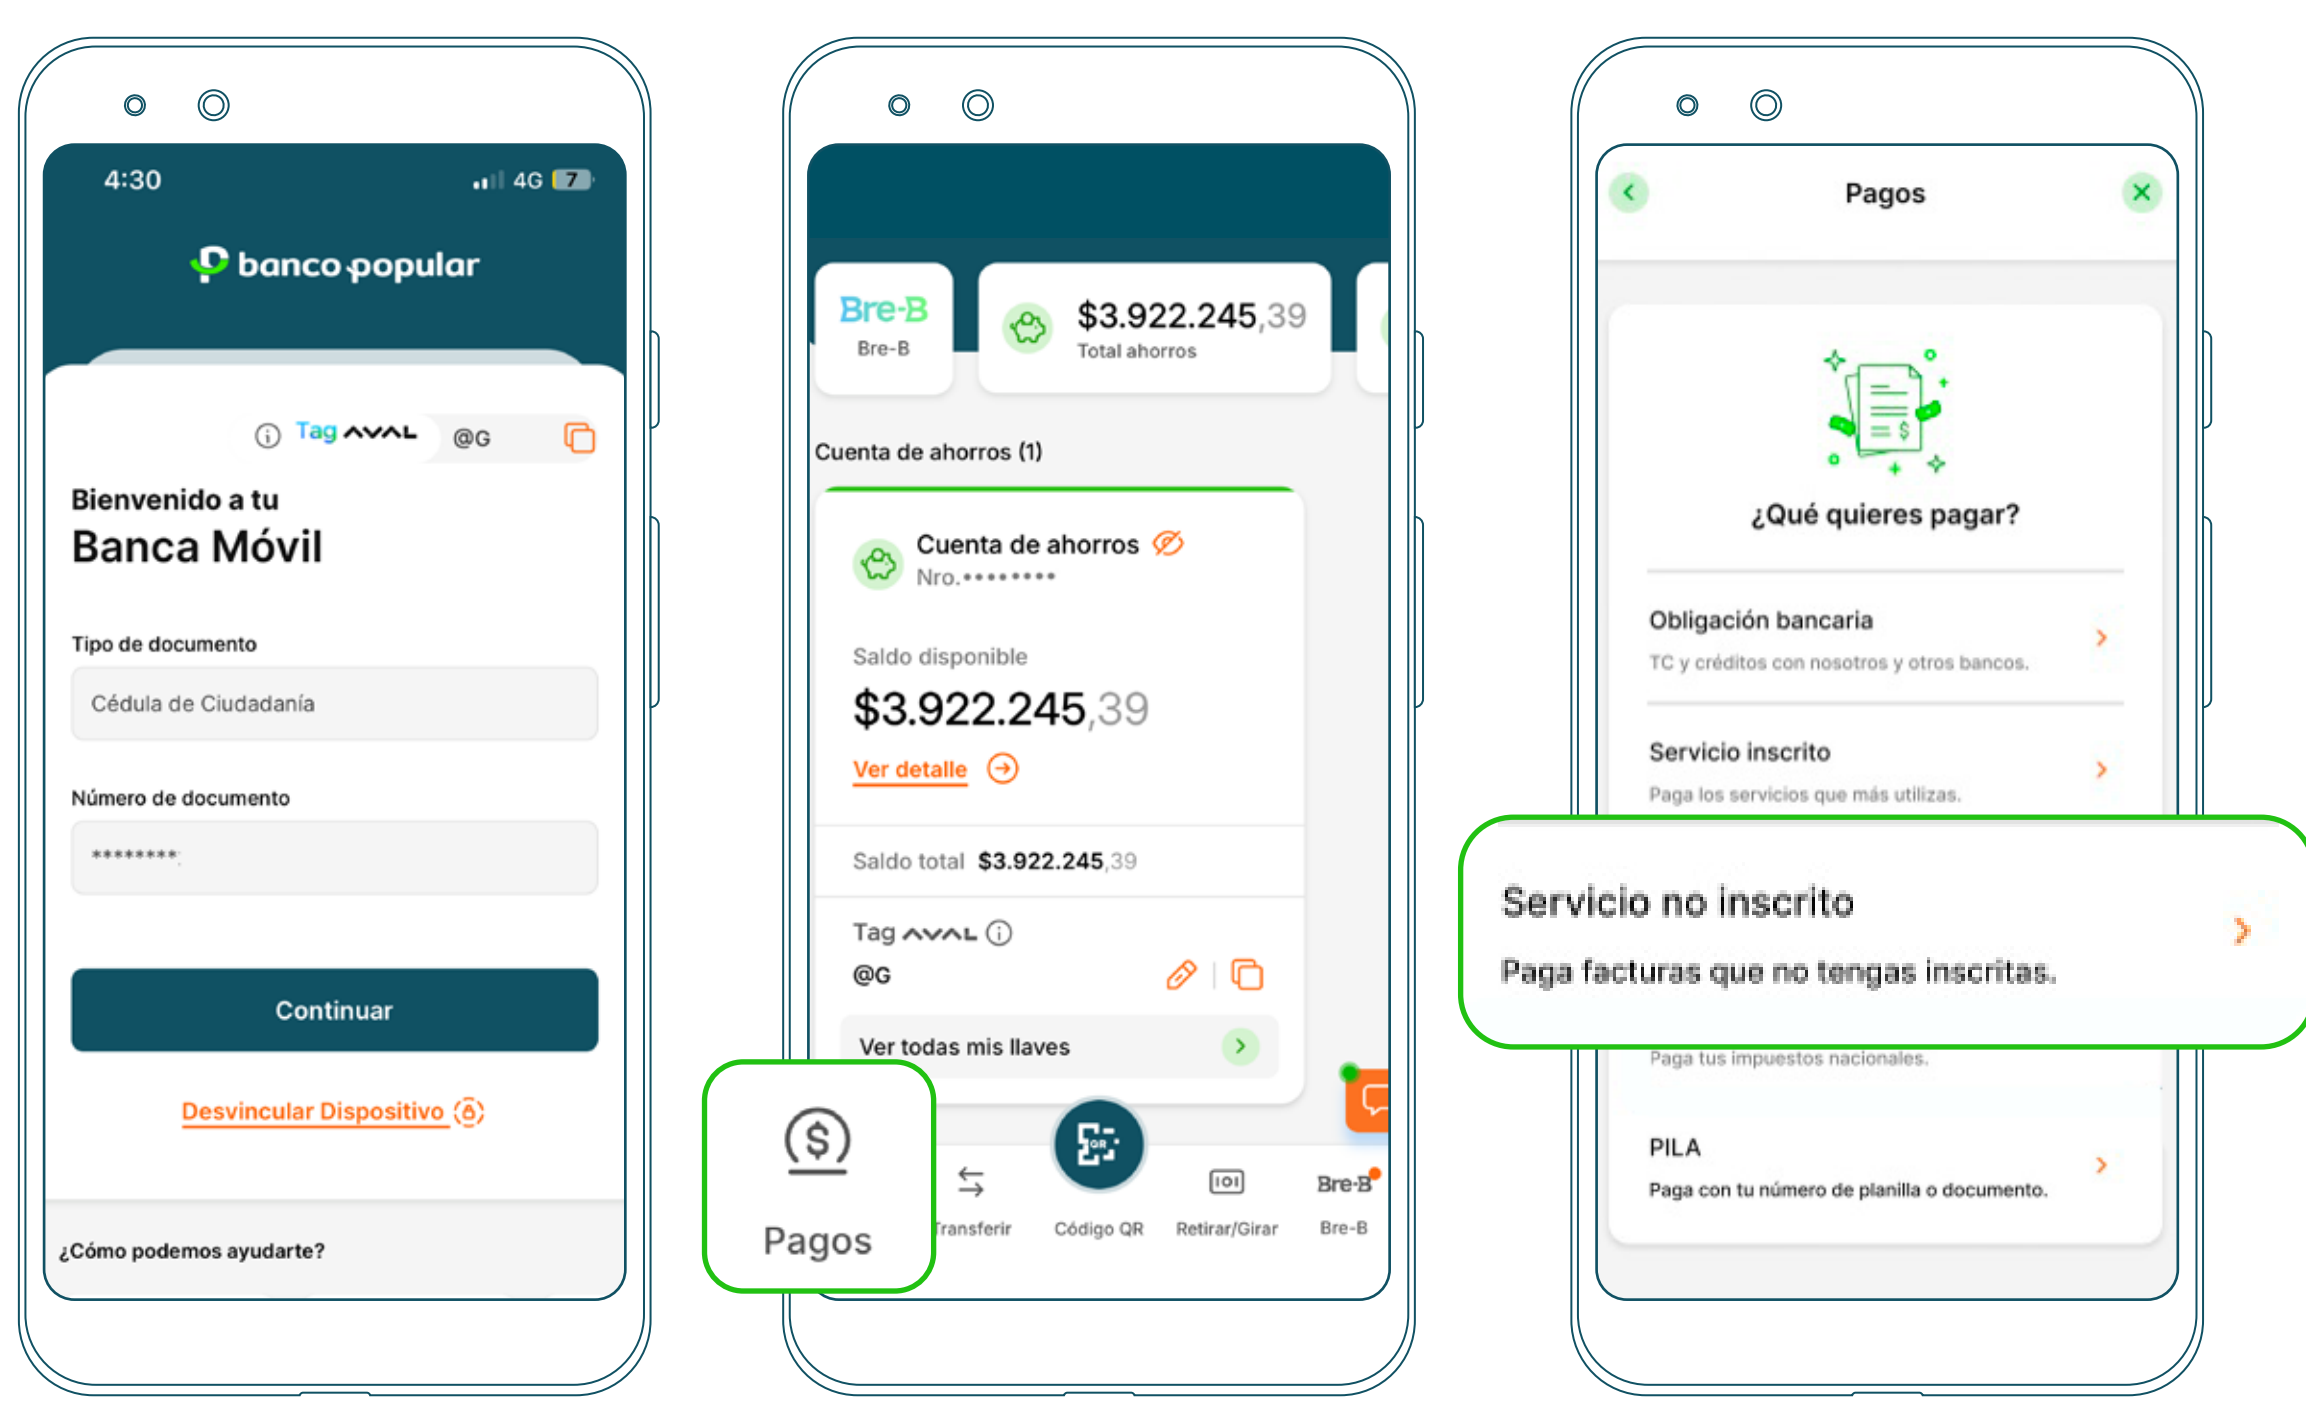 4:30
4G 7
banco popular
Tag AVAL @G
Bienvenido a tu
Banca Móvil
Tipo de documento
Cédula de Ciudadanía
Número de documento
********
Continuar
Desvincular Dispositivo
¿Cómo podemos ayudarte?
Bre-B
Bre-B
$3.922.245,39
Total ahorros
Cuenta de ahorros (1)
Cuenta de ahorros
Nro.••••••••
Saldo disponible
$3.922.245,39
Ver detalle
Saldo total $3.922.245,39
Tag AVAL
@G
Ver todas mis llaves
Pagos
Transferir
QR
Código QR
Retirar/Girar
Bre-B
Bre-B
Pagos
¿Qué quieres pagar?
Obligación bancaria
TC y créditos con nosotros y otros bancos.
Servicio inscrito
Paga los servicios que más utilizas.
Servicio no inscrito
Paga facturas que no tengas inscritas.
Paga tus impuestos nacionales.
PILA
Paga con tu número de planilla o documento.